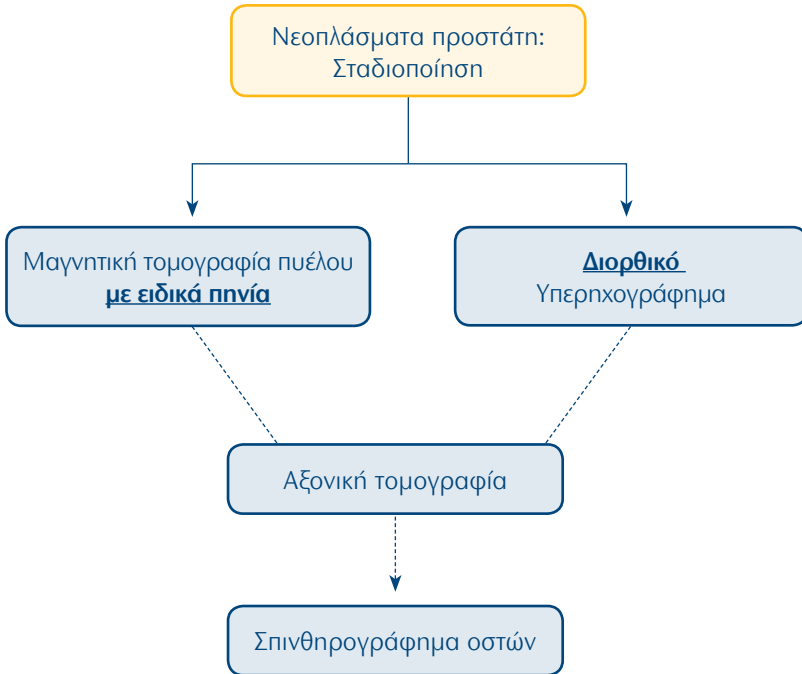 Νεοπλάσματα προστάτη:
Σταδιοποίηση
Μαγνητική τομογραφία πυέλου
με ειδικά πηνία
Διορθικό
Υπερηχογράφημα
Αξονική τομογραφία
Σπινθηρογράφημα οστών